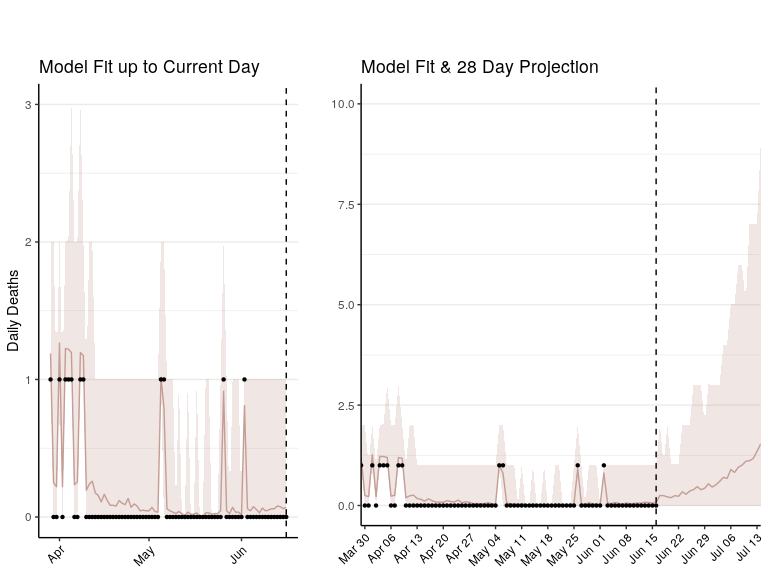 Model Fit up to Current Day
Daily Deaths
3
2
1
0
Apr
May
Jun
Model Fit & 28 Day Projection
10.0
7.5
5.0
2.5
0.0
Mar 30
Apr 06
Apr 13
Apr 20
Apr 27
May 04
May 11
May 18
May 25
Jun 01
Jun 08
Jun 15
Jun 22
Jun 29
Jul 06
Jul 13